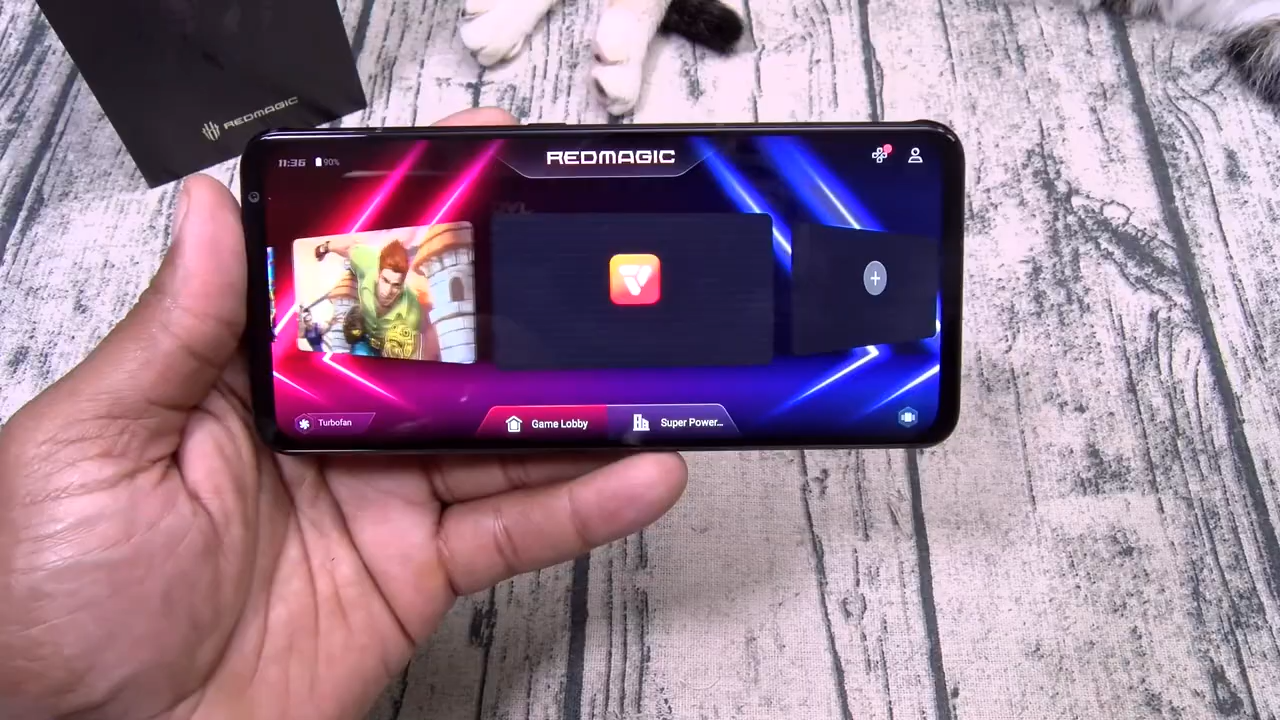 REDMAGIC
11:36 90%
REDMAGIC
Turbofan
Game Lobby
Super Power...